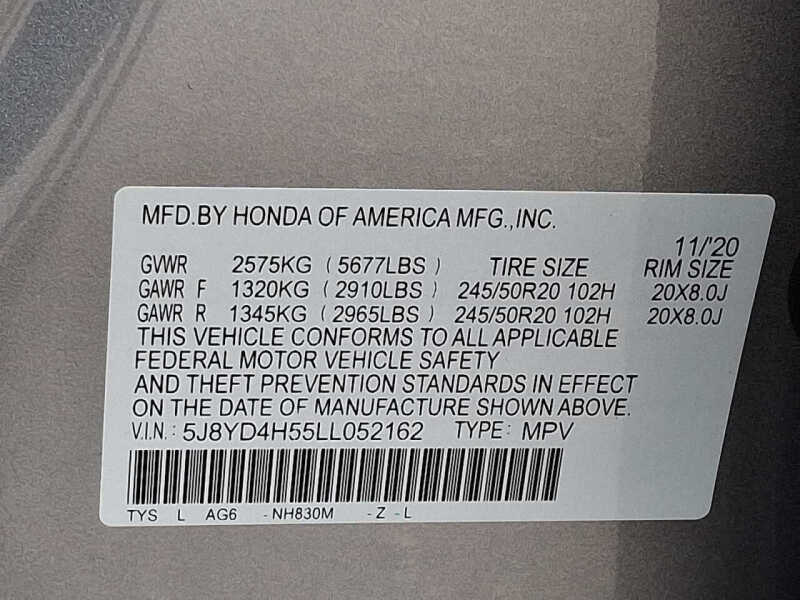 MFD.BY HONDA OF AMERICA MFG.,INC.
11/'20
GVWR 2575KG (5677LBS) TIRE SIZE RIM SIZE
GAWR F 1320KG (2910LBS) 245/50R20 102H 20X8.0J
GAWR R 1345KG (2965LBS) 245/50R20 102H 20X8.0J
THIS VEHICLE CONFORMS TO ALL APPLICABLE
FEDERAL MOTOR VEHICLE SAFETY
AND THEFT PREVENTION STANDARDS IN EFFECT
ON THE DATE OF MANUFACTURE SHOWN ABOVE.
V.I.N.: 5J8YD4H55LL052162 TYPE: MPV
TYS L AG6 -NH830M -Z -L